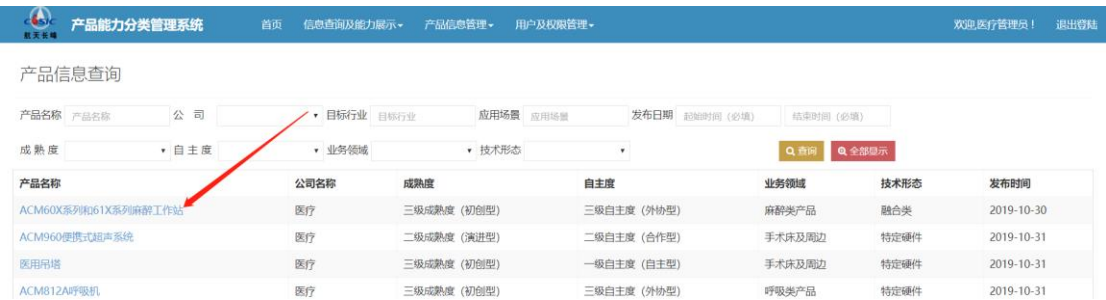 CASIC 航天长峰 产品能力分类管理系统 首页 信息查询及能力展示 产品信息管理 用户及权限管理 欢迎,医疗管理员! 退出登陆
产品信息查询
产品名称 产品名称 公 司 目标行业 目标行业 应用场景 应用场景 发布日期 起始时间 (必填) 结束时间 (必填)
成 熟 度 自 主 度 业务领域 技术形态 查询 全部显示
产品名称 公司名称 成熟度 自主度 业务领域 技术形态 发布时间
ACM60X系列和61X系列麻醉工作站 医疗 三级成熟度 (初创型) 三级自主度 (外协型) 麻醉类产品 融合类 2019-10-30
ACM960便携式超声系统 医疗 二级成熟度 (演进型) 二级自主度 (合作型) 手术床及周边 特定硬件 2019-10-31
医用吊塔 医疗 三级成熟度 (初创型) 一级自主度 (自主型) 手术床及周边 特定硬件 2019-10-31
ACM812A呼吸机 医疗 三级成熟度 (初创型) 三级自主度 (外协型) 呼吸类产品 特定硬件 2019-10-31